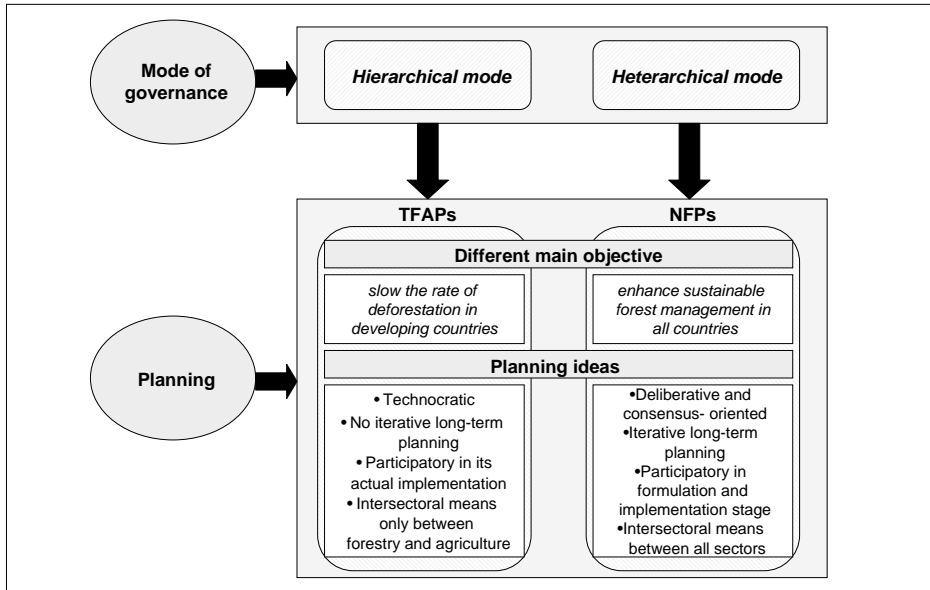 Mode of
governance
Hierarchical mode
Heterarchical mode
TFAPs
NFPs
Different main objective
slow the rate of
deforestation in
developing countries
enhance sustainable
forest management in
all countries
Planning
Planning ideas
• Technocratic
• No iterative long-term
planning
• Participatory in its
actual implementation
• Intersectoral means
only between
forestry and agriculture
•Deliberative and
consensus- oriented
•Iterative long-term
planning
•Participatory in
formulation and
implementation stage
•Intersectoral means
between all sectors